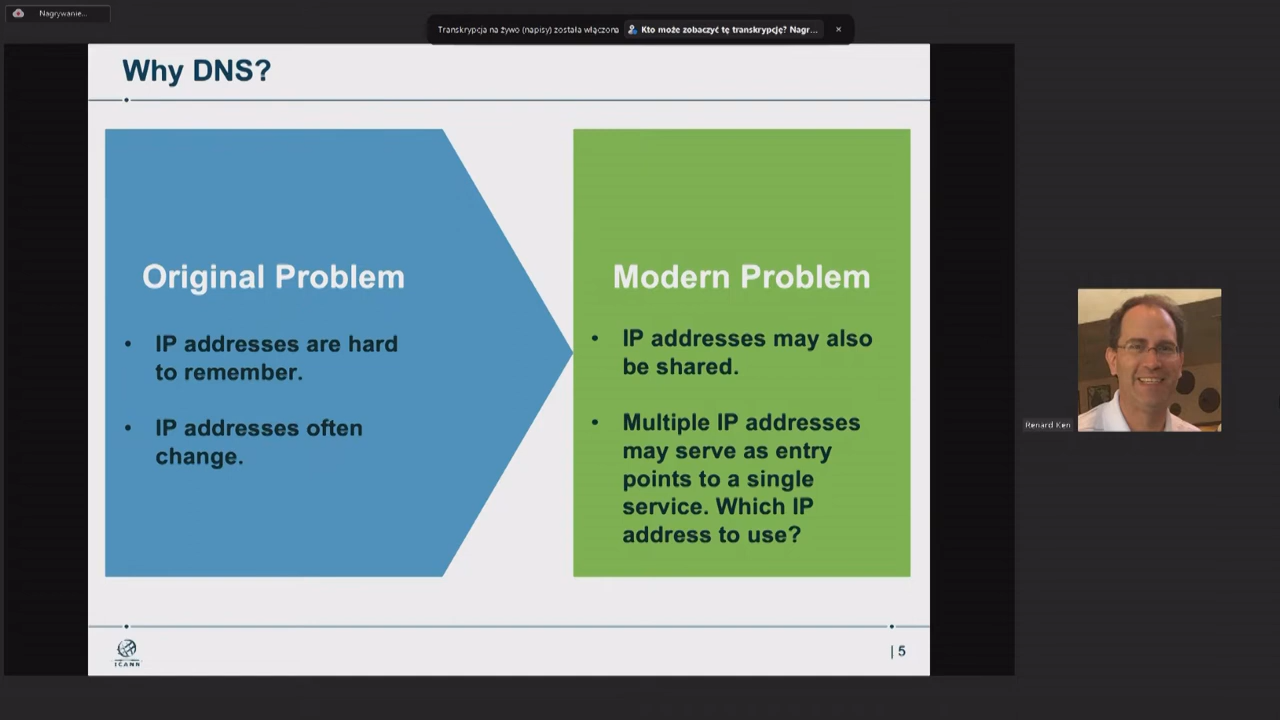 Nagrywanie...
Transkrypcja na żywo (napisy) została włączona
Kto może zobaczyć tę transkrypcję? Nagr...
Why DNS?
Original Problem
• IP addresses are hard
to remember.
• IP addresses often
change.
Modern Problem
• IP addresses may also
be shared.
• Multiple IP addresses
may serve as entry
points to a single
service. Which IP
address to use?
Renard Ken
ICANN
| 5